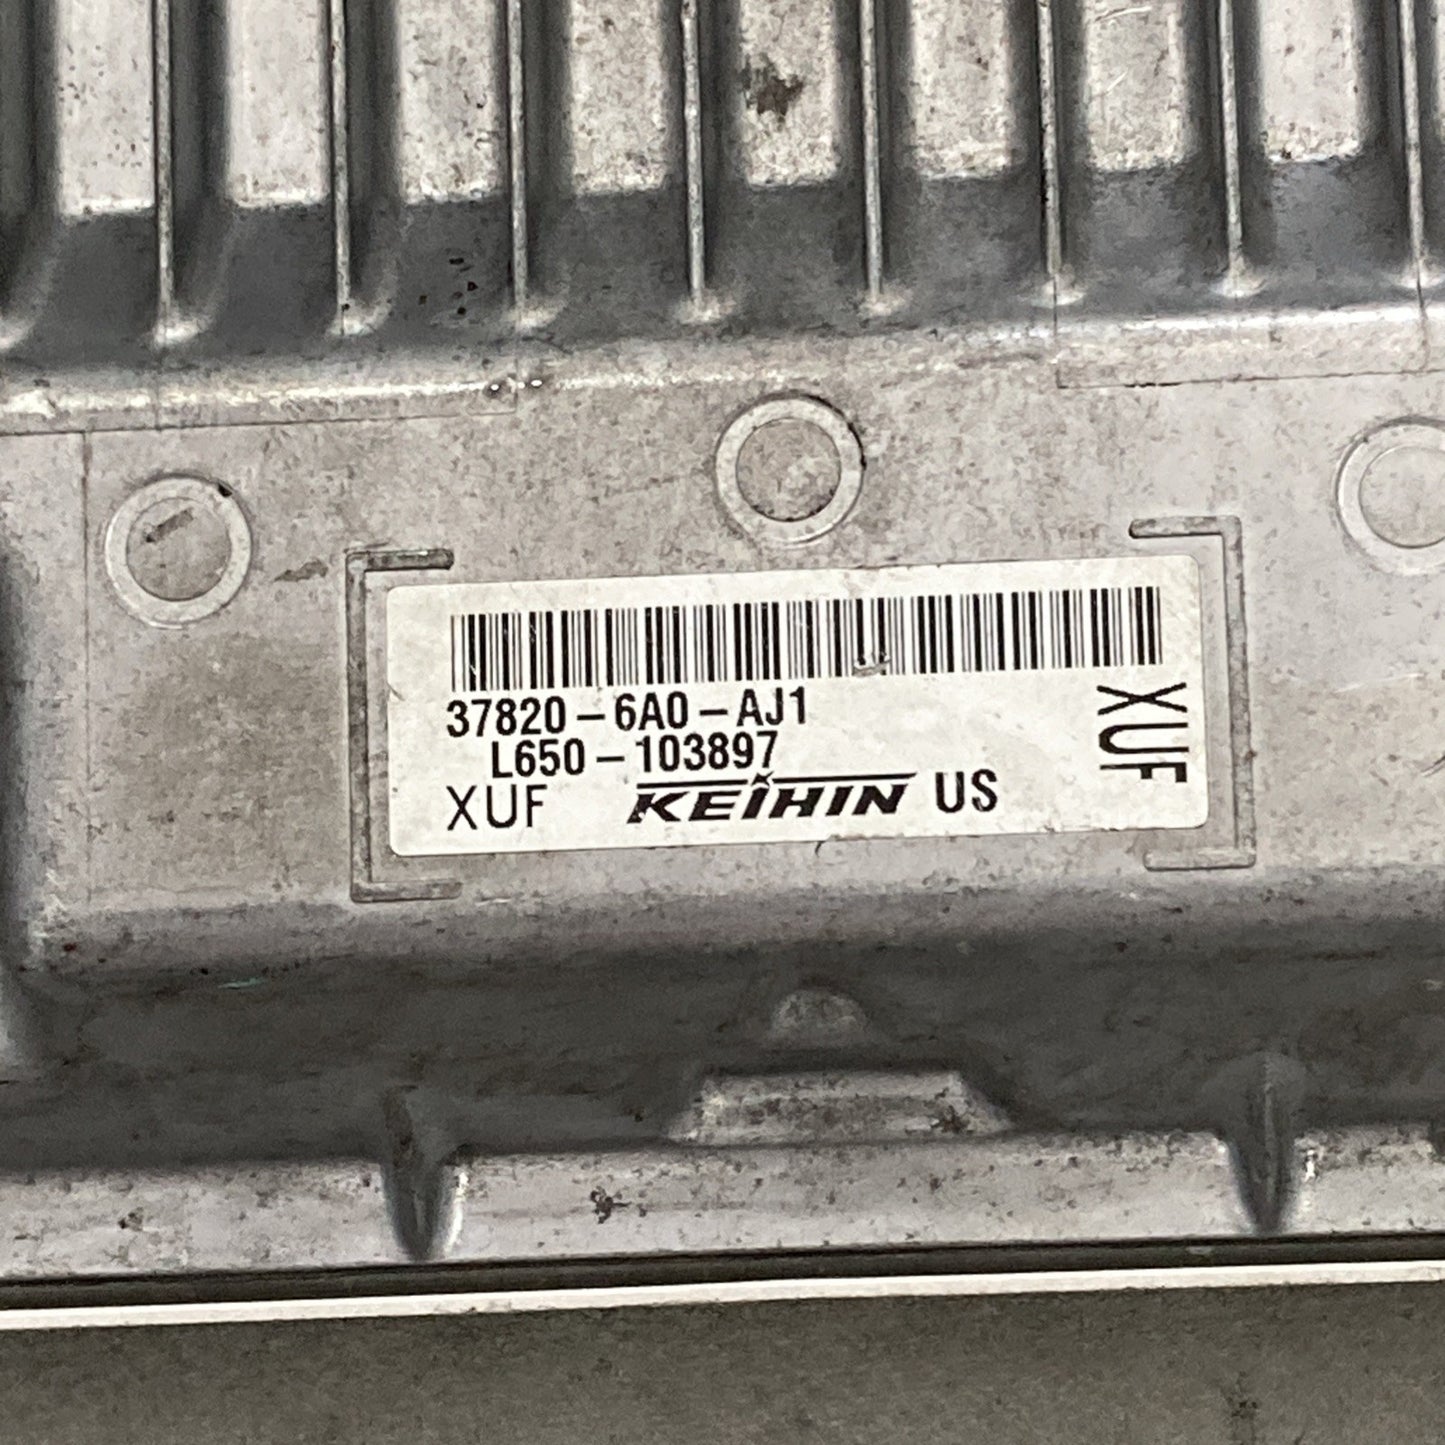 37820-6A0-AJ1
L650-103897
XUF KEIHIN US
XUF